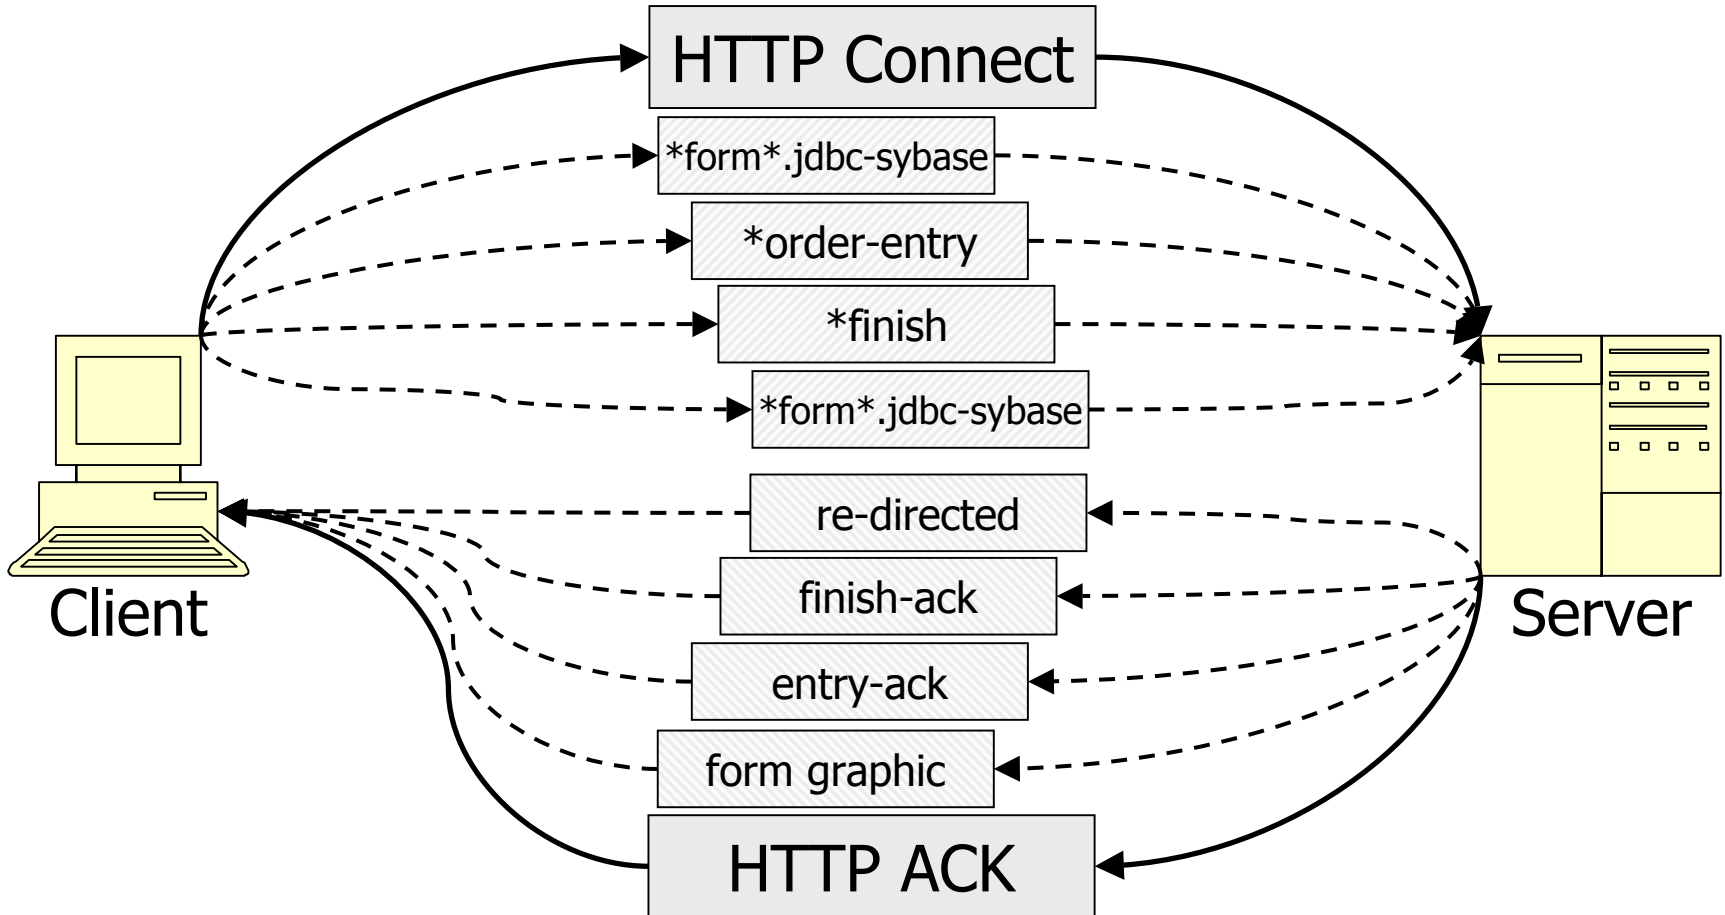 HTTP Connect
*form*.jdbc-sybase
*order-entry
*finish
*form*.jdbc-sybase
re-directed
finish-ack
Client
Server
entry-ack
form graphic
HTTP ACK